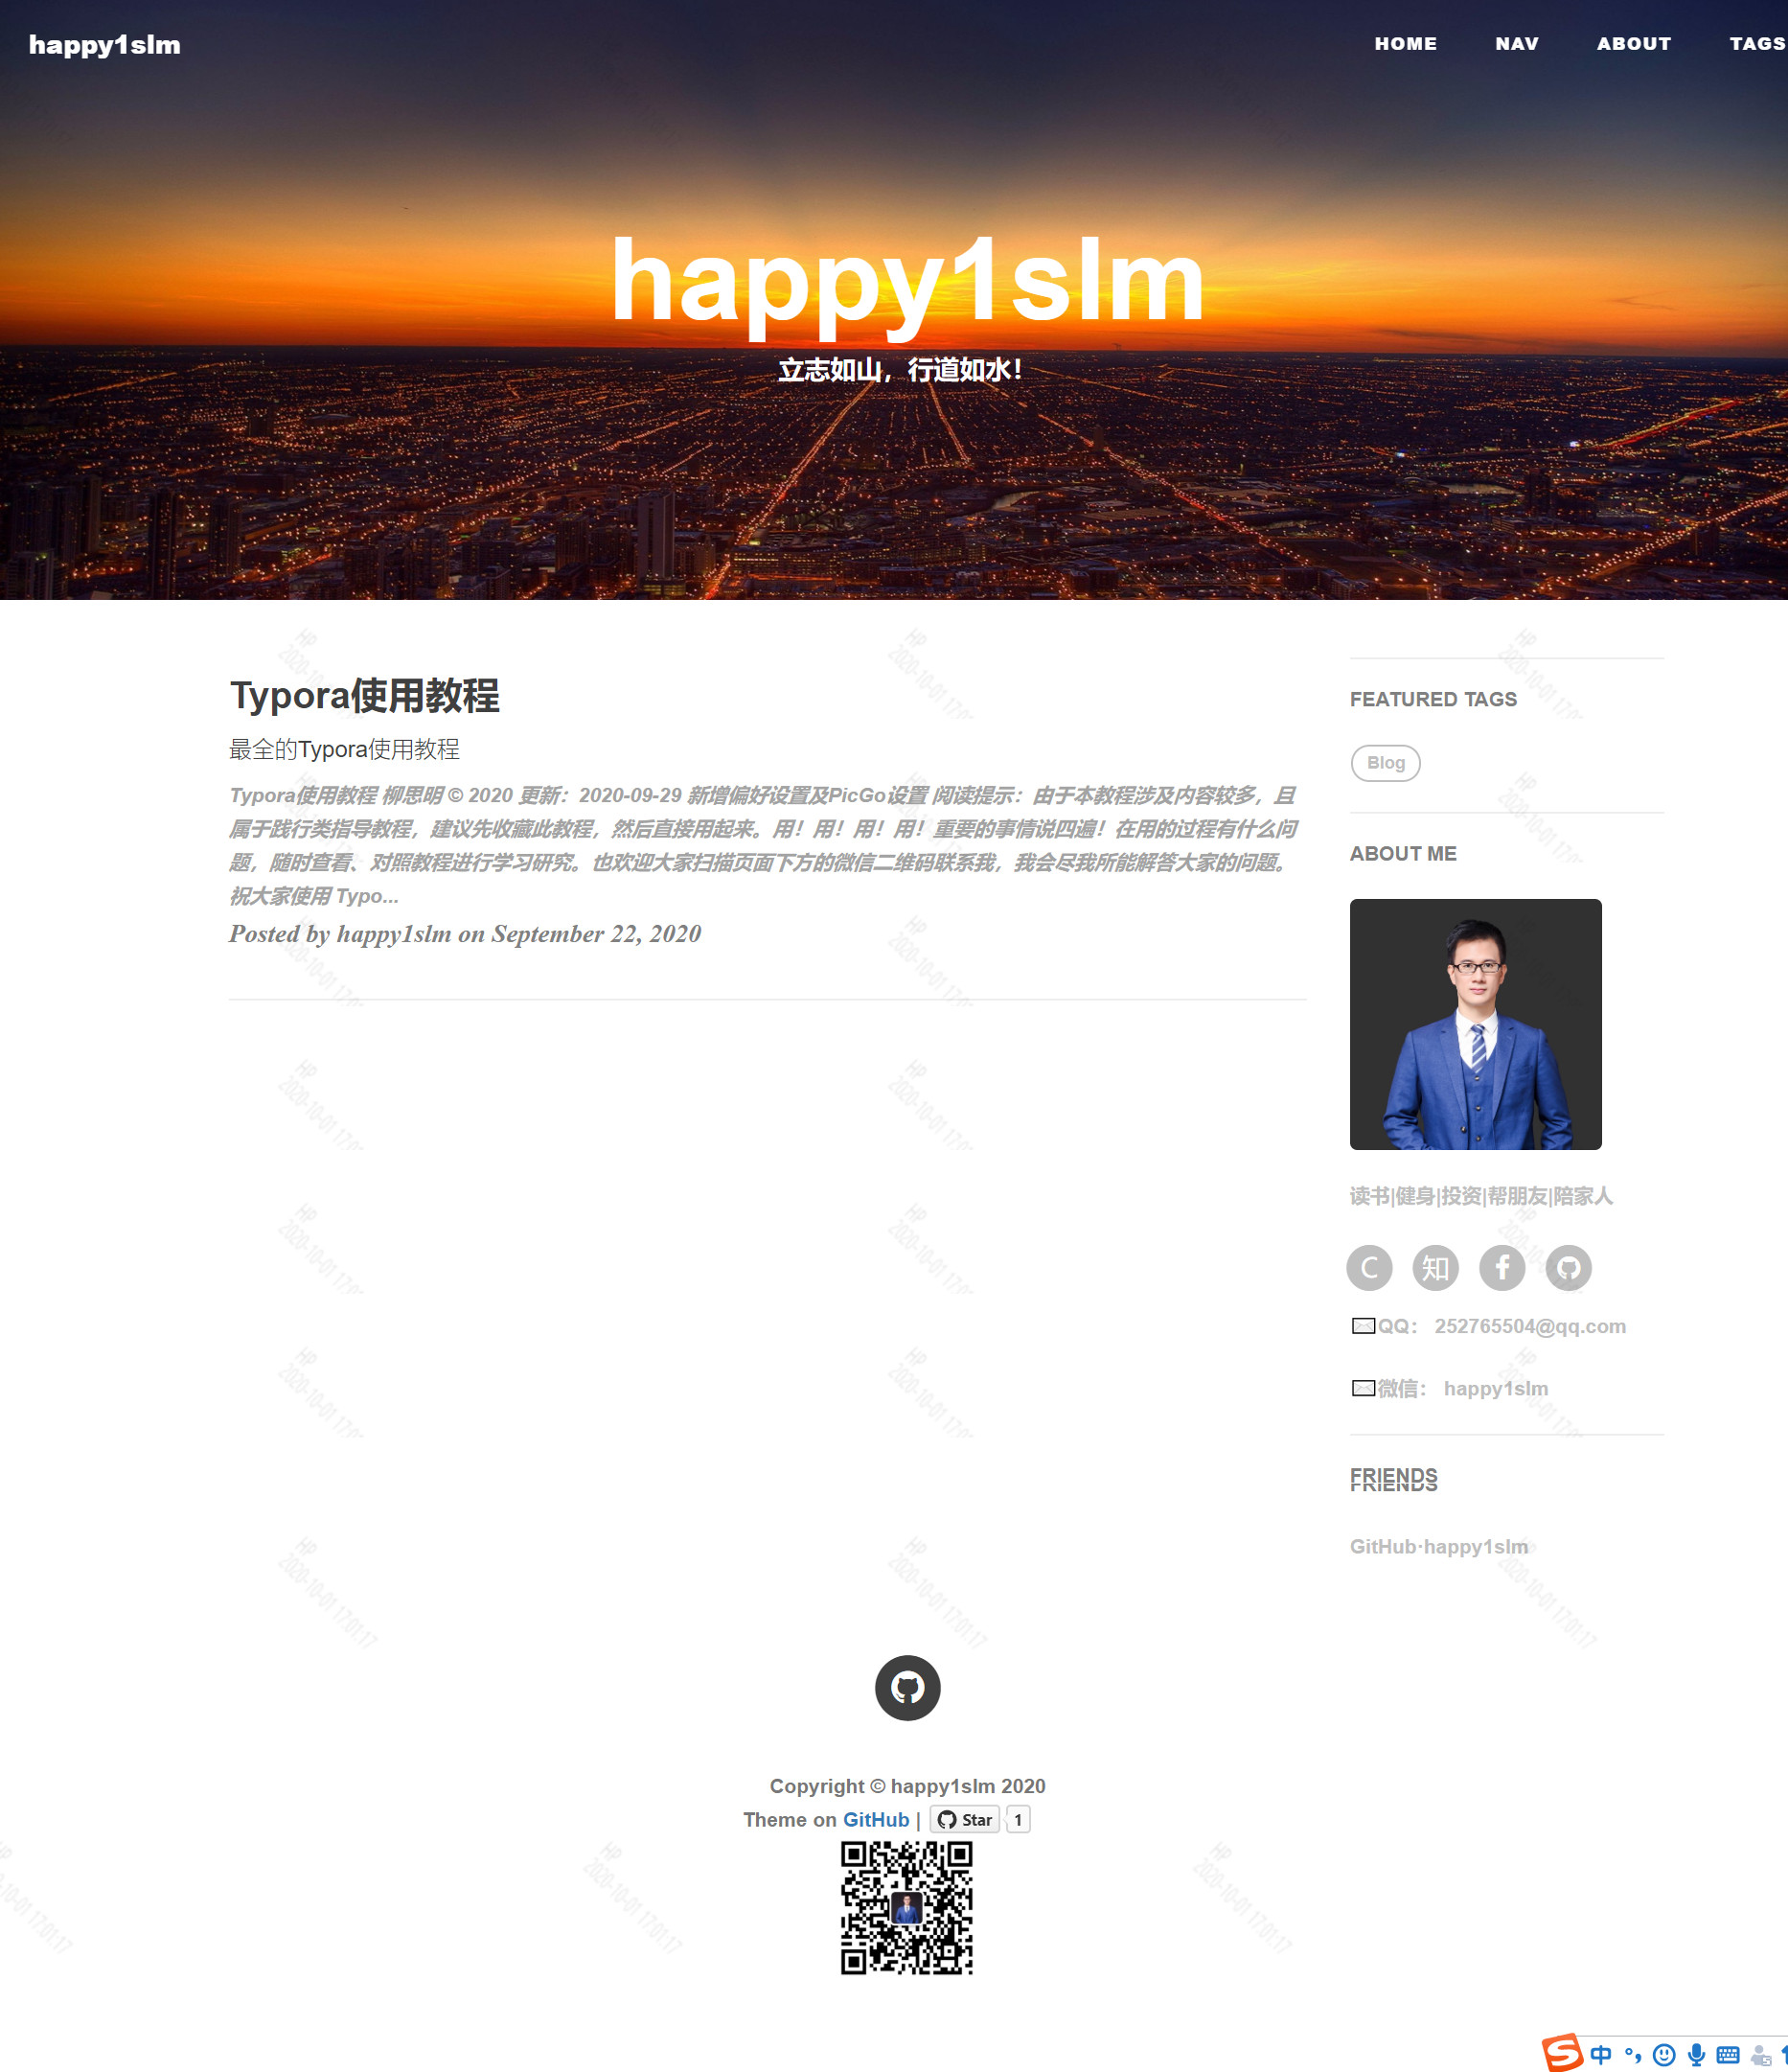 happy1slm
HOME NAV ABOUT TAGS
happy1slm
立志如山，行道如水！
Typora使用教程
最全的Typora使用教程
Typora使用教程 柳思明 © 2020 更新：2020-09-29 新增偏好设置及PicGo设置 阅读提示：由于本教程涉及内容较多，且
属于践行类指导教程，建议先收藏此教程，然后直接用起来。用！用！用！用！重要的事情说四遍！在用的过程有什么问
题，随时查看、对照教程进行学习研究。也欢迎大家扫描页面下方的微信二维码联系我，我会尽我所能解答大家的问题。
祝大家使用 Typo...
Posted by happy1slm on September 22, 2020
FEATURED TAGS
Blog
ABOUT ME
读书|健身|投资|帮朋友|陪家人
C 知 f
QQ： 252765504@qq.com
微信： happy1slm
FRIENDS
GitHub·happy1slm
Copyright © happy1slm 2020
Theme on GitHub | Star 1
HP
2020-10-01 17:01:17
中